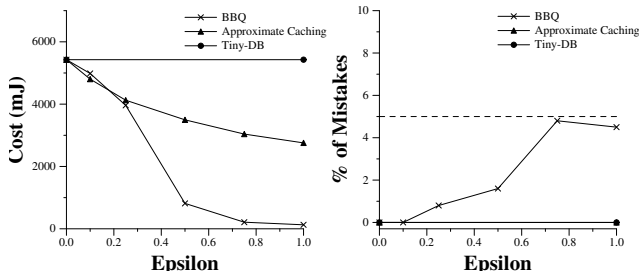 BBQ
Approximate Caching
Tiny-DB
6000
4000
2000
0
Cost (mJ)
0.0 0.2 0.4 0.6 0.8 1.0
Epsilon
BBQ
Approximate Caching
Tiny-DB
10
8
6
4
2
0
% of Mistakes
0.0 0.2 0.4 0.6 0.8 1.0
Epsilon